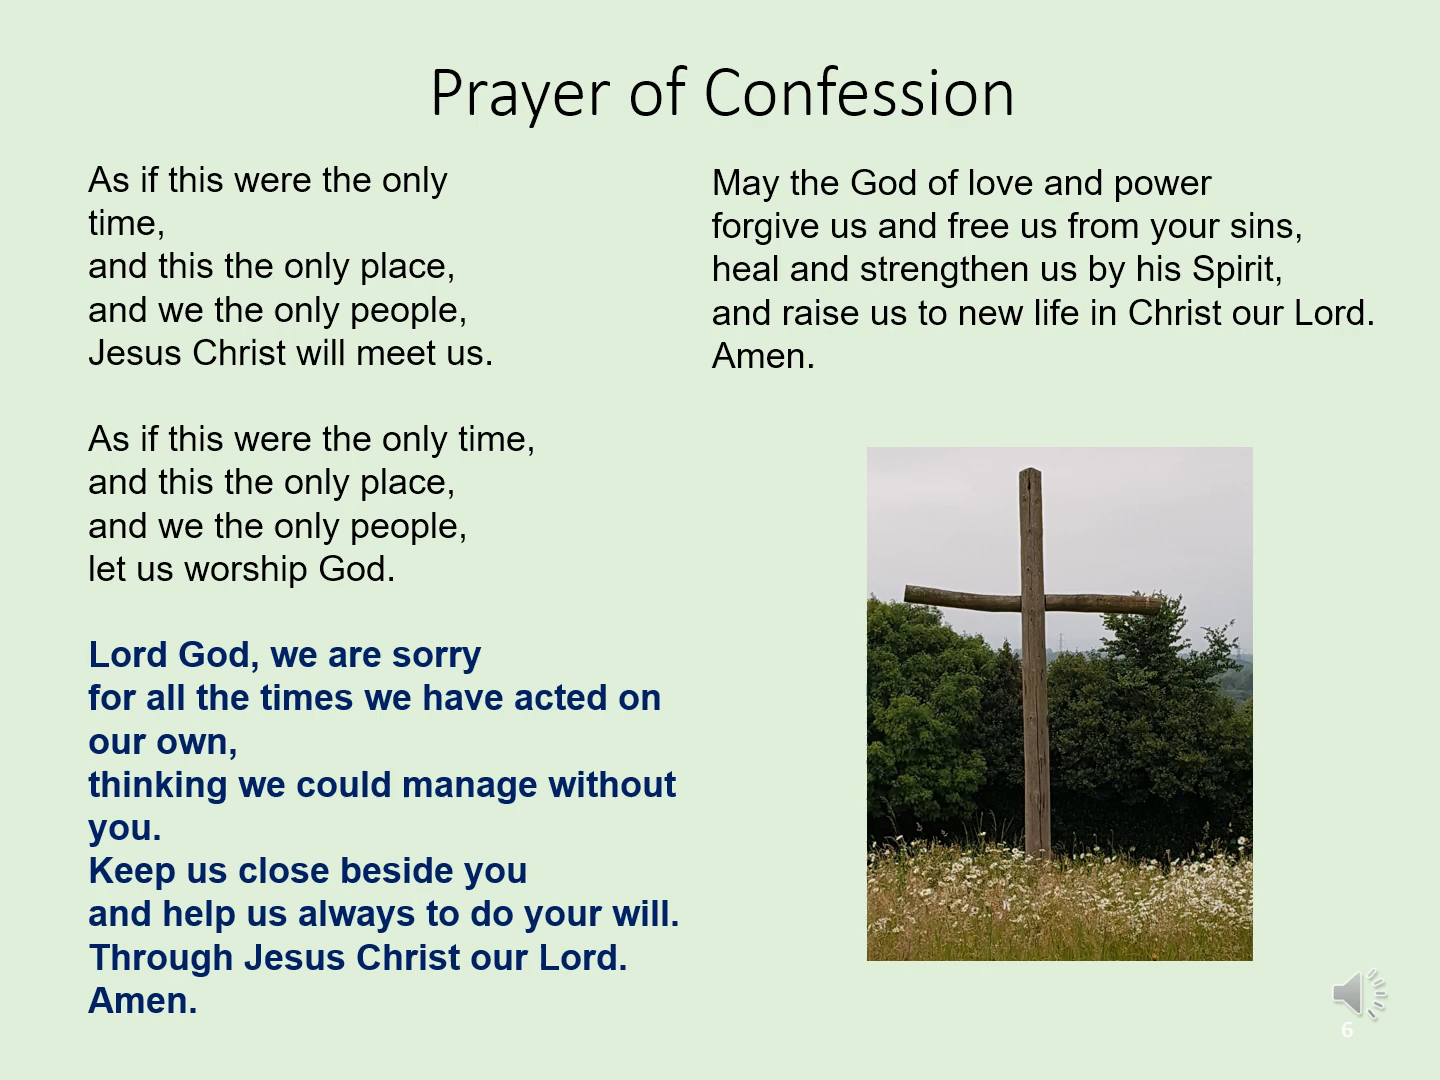 Prayer of Confession
As if this were the only
time,
and this the only place,
and we the only people,
Jesus Christ will meet us.
As if this were the only time,
and this the only place,
and we the only people,
let us worship God.
Lord God, we are sorry
for all the times we have acted on
our own,
thinking we could manage without
you.
Keep us close beside you
and help us always to do your will.
Through Jesus Christ our Lord.
Amen.
May the God of love and power
forgive us and free us from your sins,
heal and strengthen us by his Spirit,
and raise us to new life in Christ our Lord.
Amen.
6